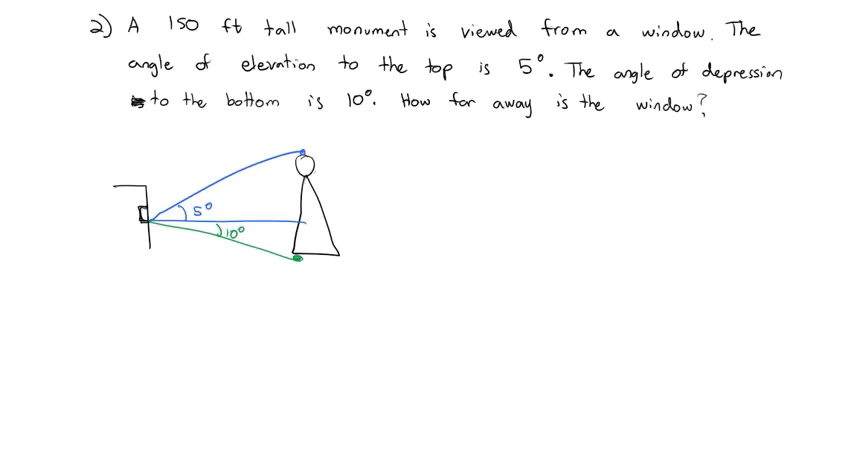 2) A 150 ft tall monument is viewed from a window. The
angle of elevation to the top is 5°. The angle of depression
to the bottom is 10°. How far away is the window?
5°
10°